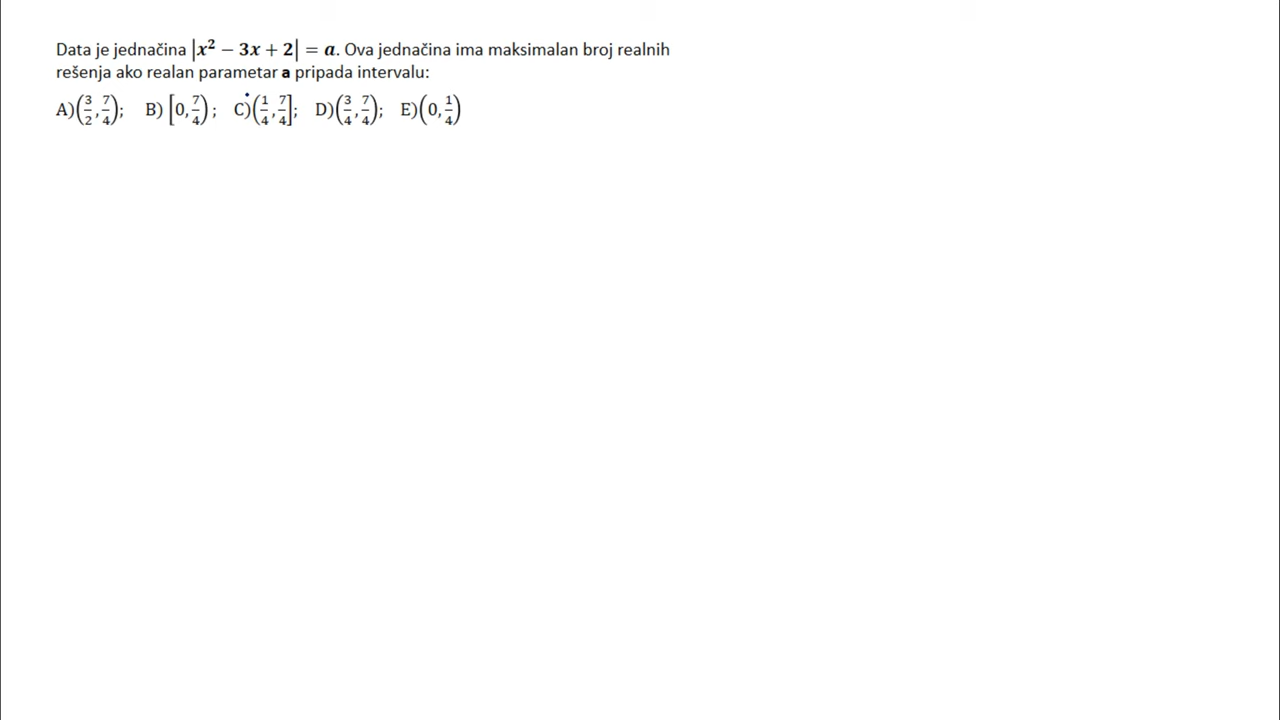 Data je jednačina |x² − 3x + 2| = a. Ova jednačina ima maksimalan broj realnih
rešenja ako realan parametar a pripada intervalu:
A)(3/2, 7/4); B) [0, 7/4) ; C)(1/4, 7/4]; D)(3/4, 7/4); E)(0, 1/4)